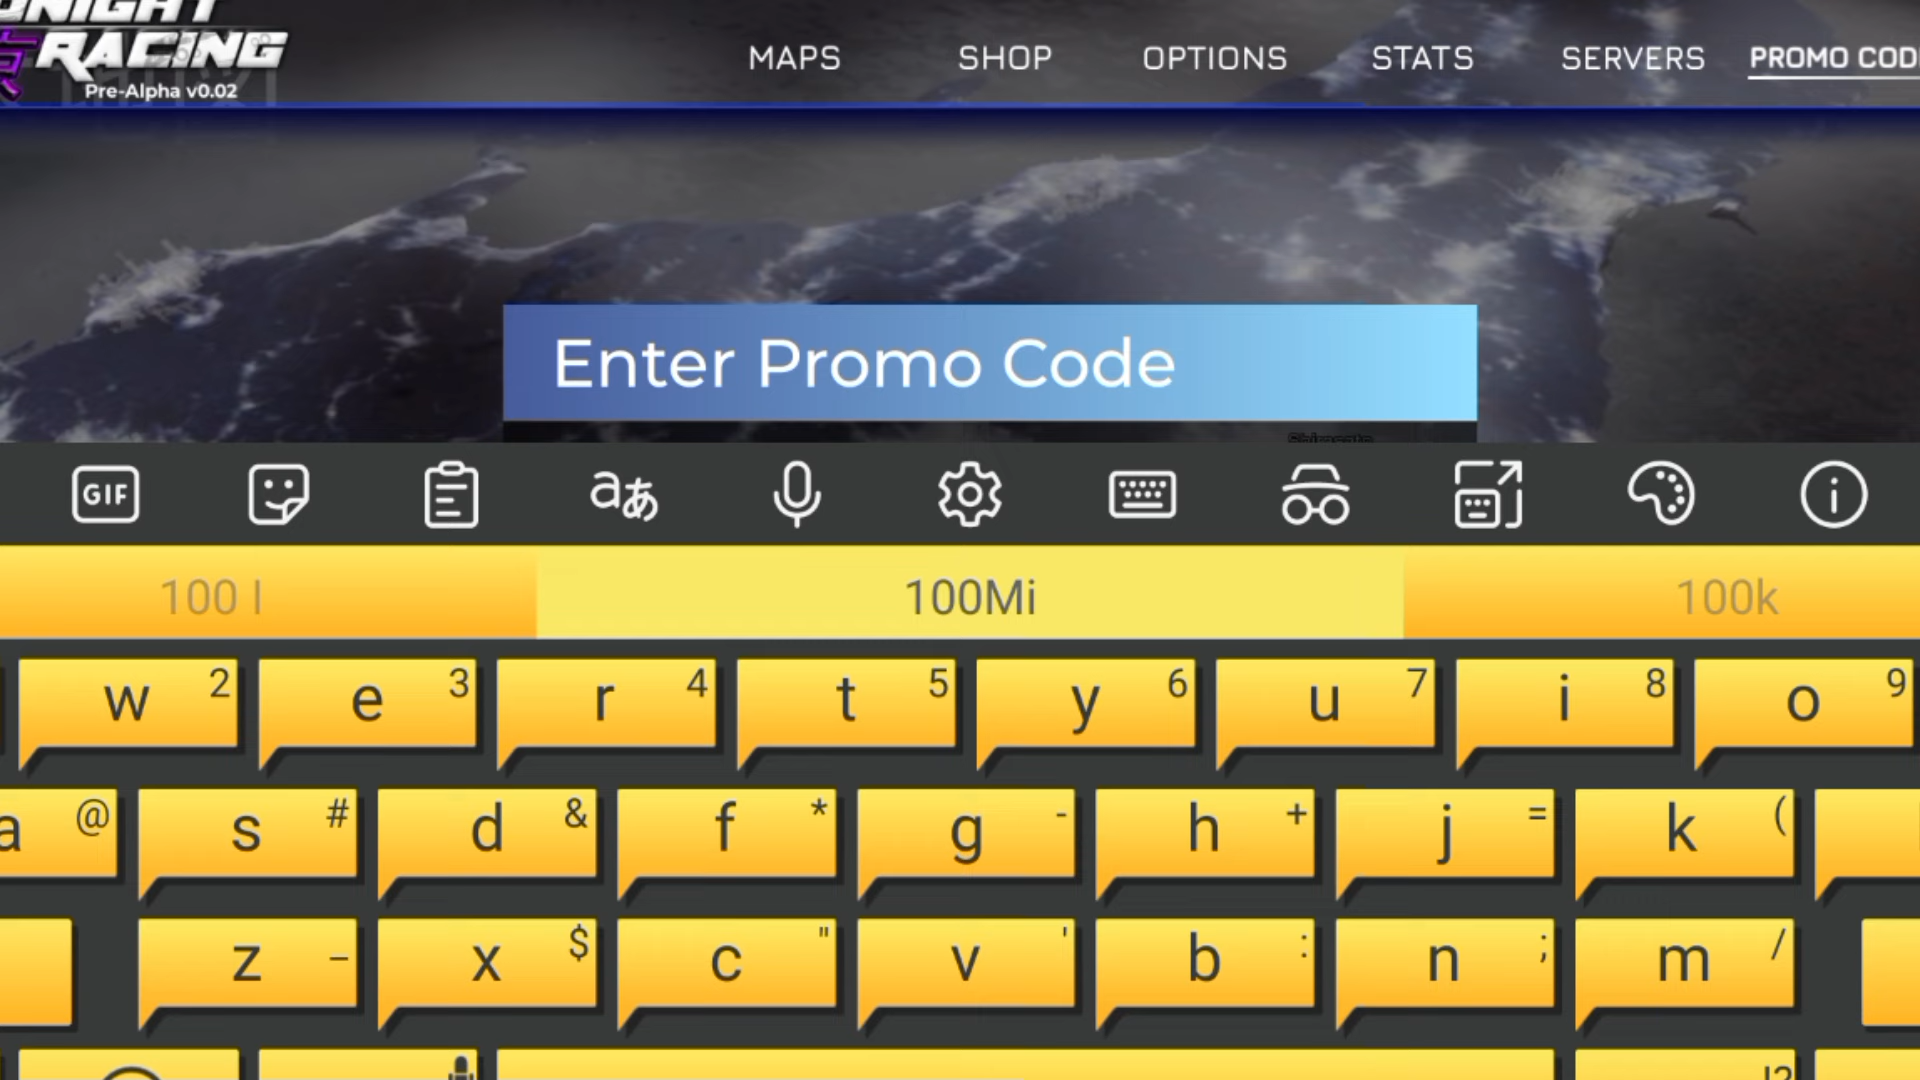 RACING
Pre-Alpha v0.02
MAPS SHOP OPTIONS STATS SERVERS PROMO COD
Enter Promo Code
GIF aあ
100 l 100Mi 100k
w 2 e 3 r 4 t 5 y 6 u 7 i 8 o 9
a @ s # d & f * g - h + j = k (
z _ x $ c " v ' b : n ; m /
!?